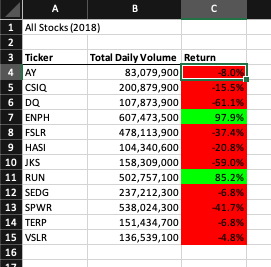 A B C
1 All Stocks (2018)
2
3 Ticker Total Daily Volume Return
4 AY 83,079,900 -8.0%
5 CSIQ 200,879,900 -15.5%
6 DQ 107,873,900 -61.1%
7 ENPH 607,473,500 97.9%
8 FSLR 478,113,900 -37.4%
9 HASI 104,340,600 -20.8%
10 JKS 158,309,000 -59.0%
11 RUN 502,757,100 85.2%
12 SEDG 237,212,300 -6.8%
13 SPWR 538,024,300 -41.7%
14 TERP 151,434,700 -6.8%
15 VSLR 136,539,100 -4.8%
16